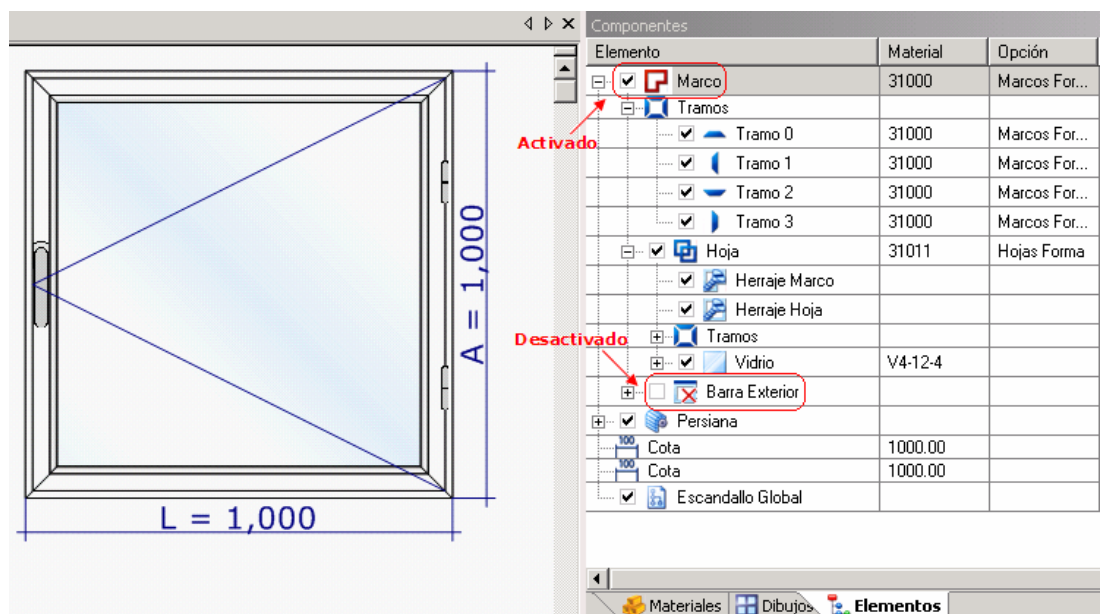 Componentes
Elemento Material Opción
Marco 31000 Marcos For...
Tramos
Activado
Tramo 0 31000 Marcos For...
Tramo 1 31000 Marcos For...
Tramo 2 31000 Marcos For...
Tramo 3 31000 Marcos For...
Hoja 31011 Hojas Forma
Herraje Marco
Herraje Hoja
Desactivado
Tramos
Vidrio V4-12-4
Barra Exterior
Persiana
100 Cota 1000.00
100 Cota 1000.00
Escandallo Global
A = 1,000
L = 1,000
Materiales Dibujos Elementos